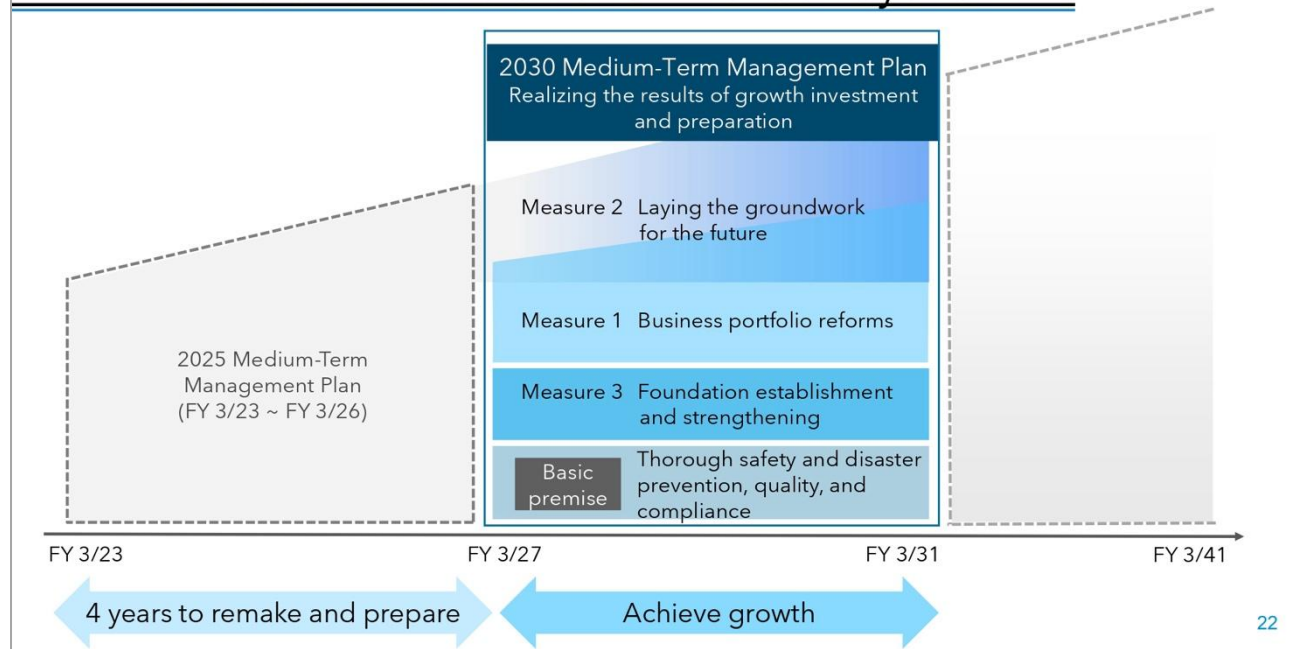 2030 Medium-Term Management Plan
Realizing the results of growth investment
and preparation
Measure 2 Laying the groundwork
for the future
Measure 1 Business portfolio reforms
2025 Medium-Term
Management Plan
(FY 3/23 ~ FY 3/26)
Measure 3 Foundation establishment
and strengthening
Basic
premise
Thorough safety and disaster
prevention, quality, and
compliance
FY 3/23
FY 3/27
FY 3/31
FY 3/41
4 years to remake and prepare
Achieve growth
22